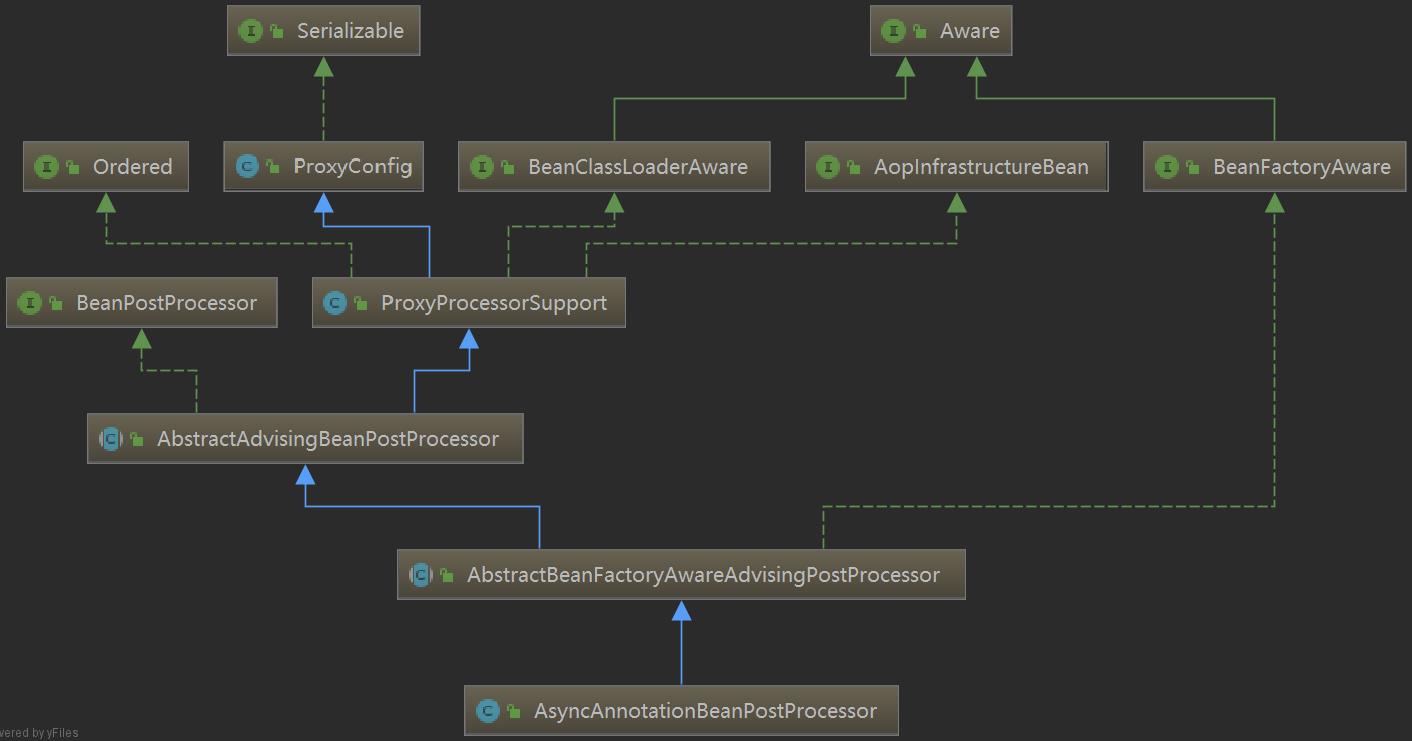 I Serializable
I Aware
I Ordered
C ProxyConfig
I BeanClassLoaderAware
I AopInfrastructureBean
I BeanFactoryAware
I BeanPostProcessor
C ProxyProcessorSupport
C AbstractAdvisingBeanPostProcessor
C AbstractBeanFactoryAwareAdvisingPostProcessor
C AsyncAnnotationBeanPostProcessor
wered by yFiles